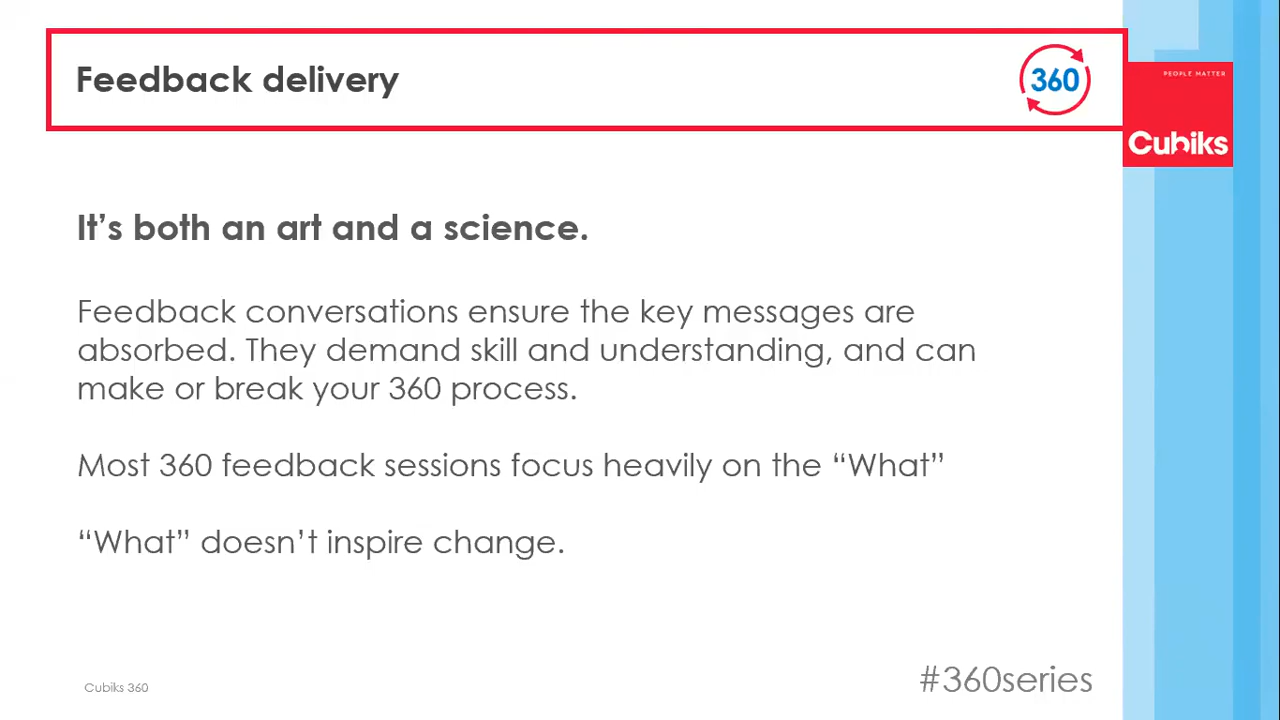 Feedback delivery
360
PEOPLE MATTER
Cubiks
It’s both an art and a science.
Feedback conversations ensure the key messages are
absorbed. They demand skill and understanding, and can
make or break your 360 process.
Most 360 feedback sessions focus heavily on the “What”
“What” doesn’t inspire change.
Cubiks 360
#360series